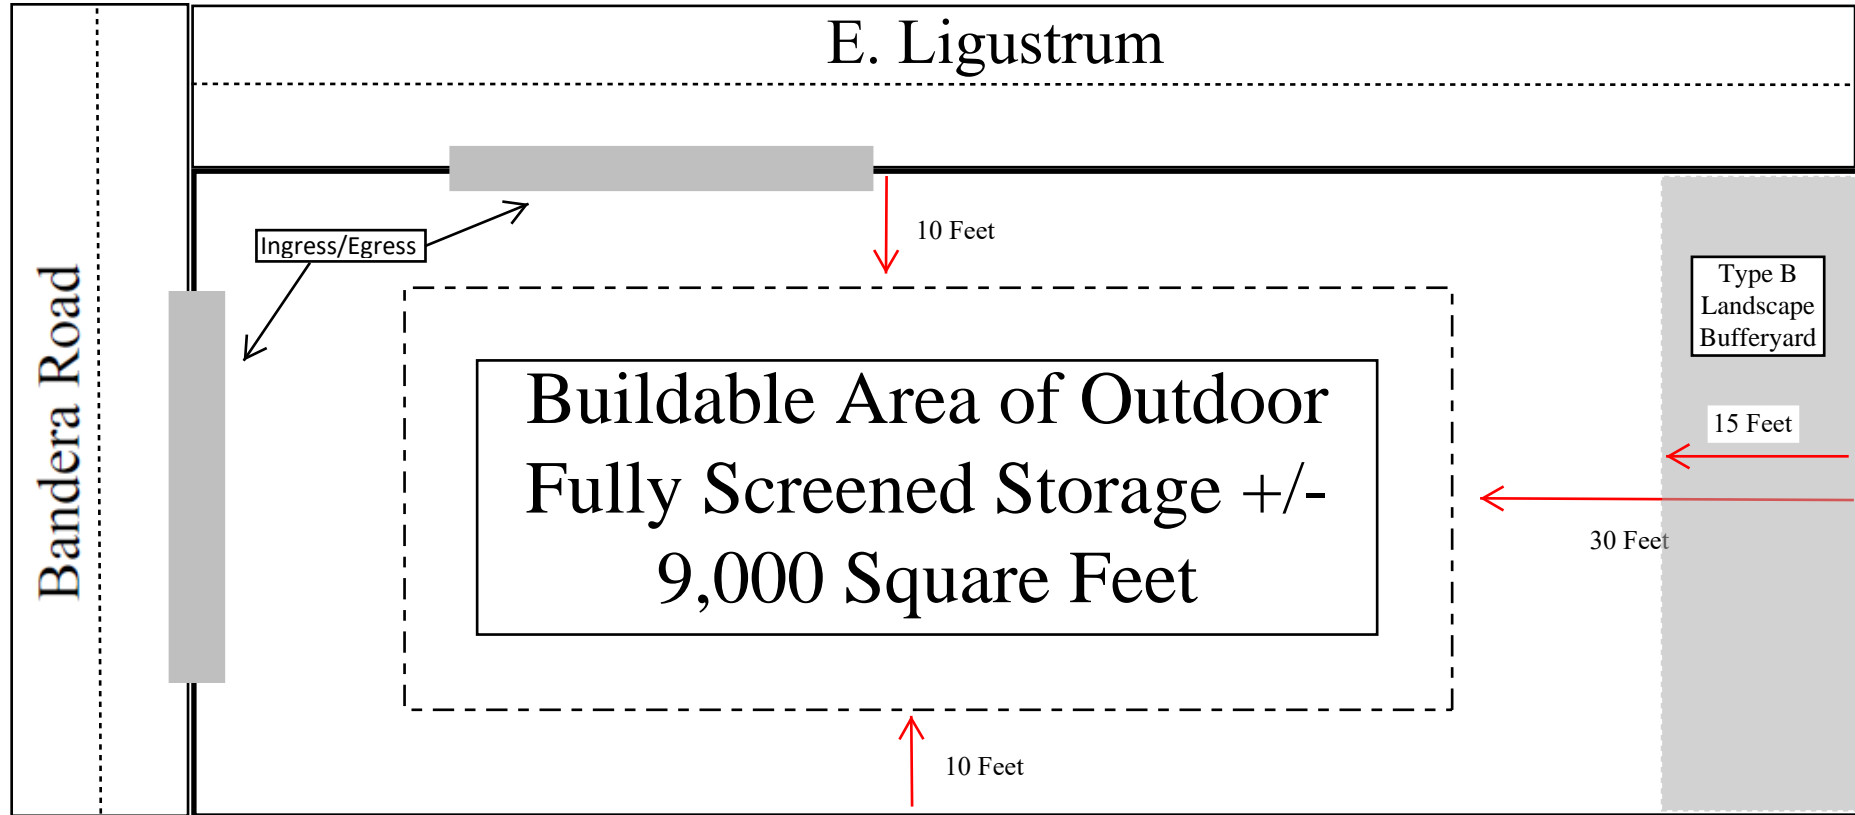 E. Ligustrum
Bandera Road
Ingress/Egress
10 Feet
Type B
Landscape
Bufferyard
15 Feet
Buildable Area of Outdoor
Fully Screened Storage +/-
9,000 Square Feet
30 Feet
10 Feet